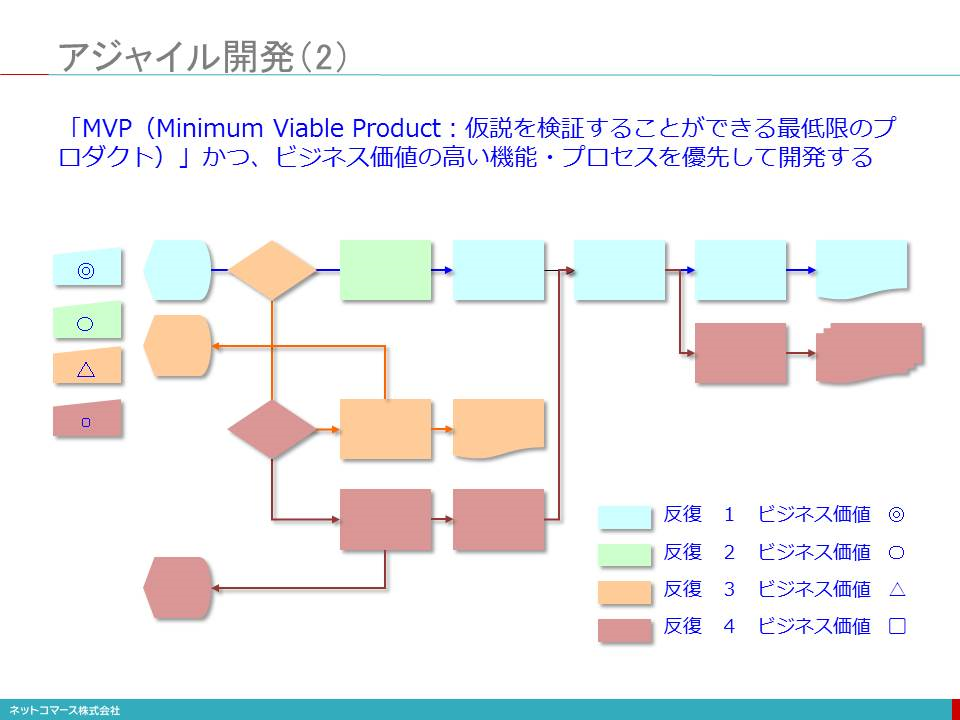 アジャイル開発（2）
「MVP（Minimum Viable Product：仮説を検証することができる最低限のプ
ロダクト）」かつ、ビジネス価値の高い機能・プロセスを優先して開発する
◎
○
△
□
反復 1 ビジネス価値 ◎
反復 2 ビジネス価値 ○
反復 3 ビジネス価値 △
反復 4 ビジネス価値 □
ネットコマース株式会社